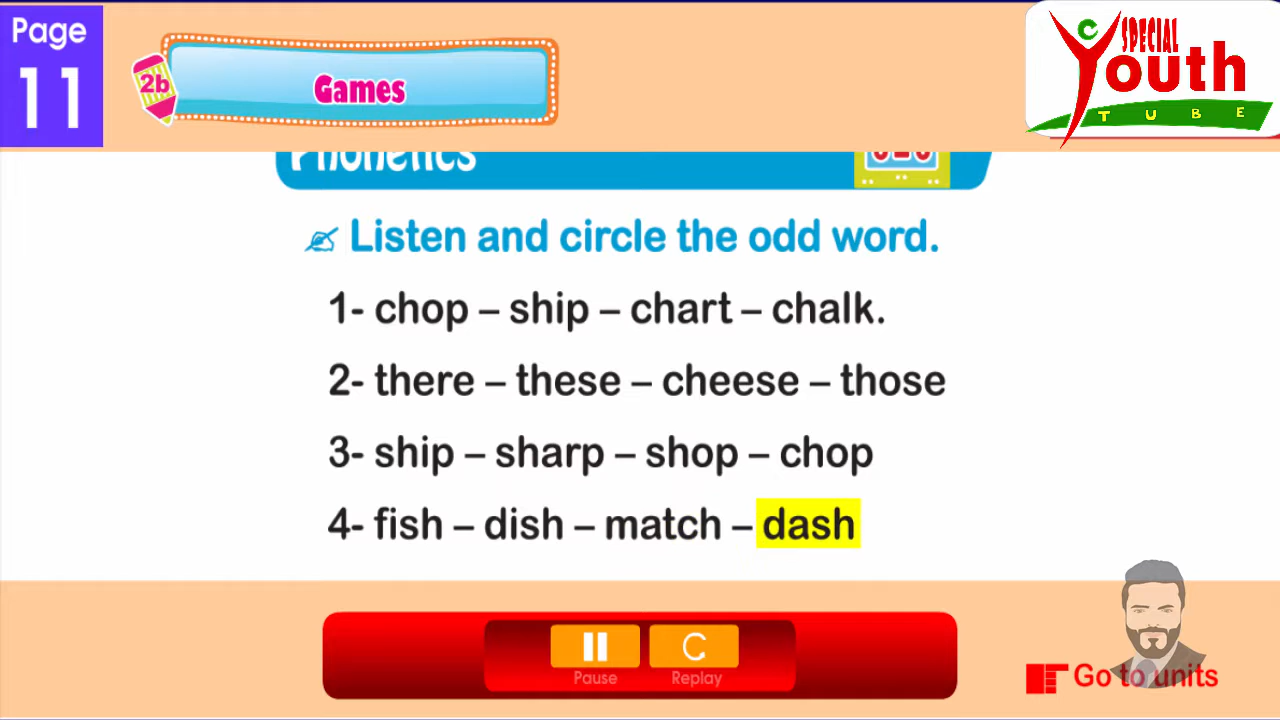 Page
11
2b
Games
C
SPECIAL
Youth
TUBE
Phonetics
Listen and circle the odd word.
1- chop – ship – chart – chalk.
2- there – these – cheese – those
3- ship – sharp – shop – chop
4- fish – dish – match – dash
Pause
Replay
Go to units